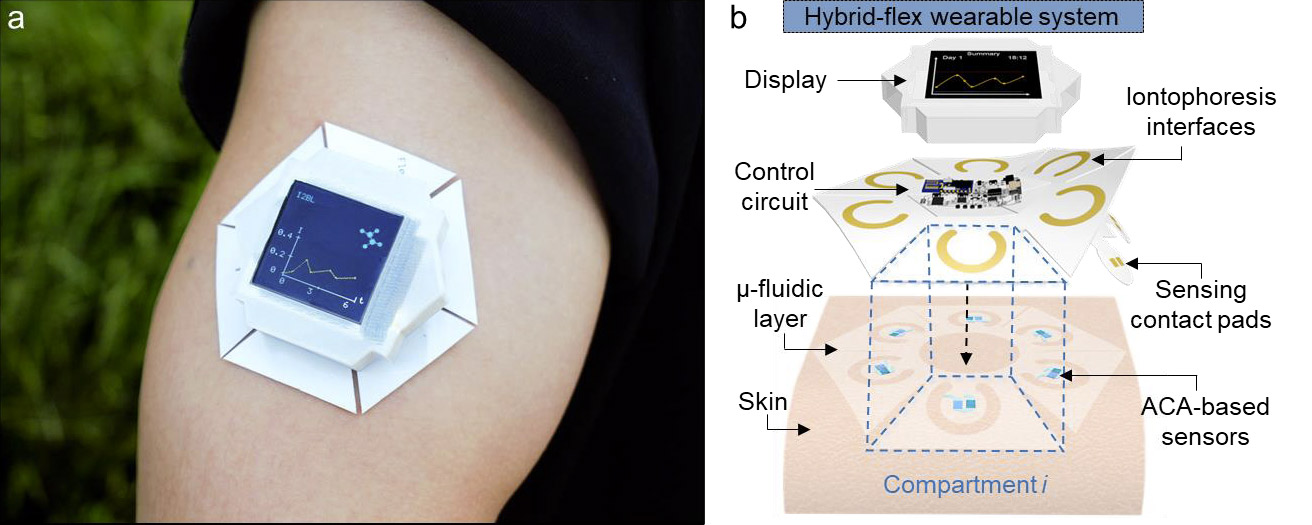 a
I2BL
I
0.4
0.2
0
0
3
6
t
b
Hybrid-flex wearable system
Display
Summary
Day 1
18:12
Iontophoresis
interfaces
Control
circuit
Sensing
contact pads
µ-fluidic
layer
Skin
ACA-based
sensors
Compartment i